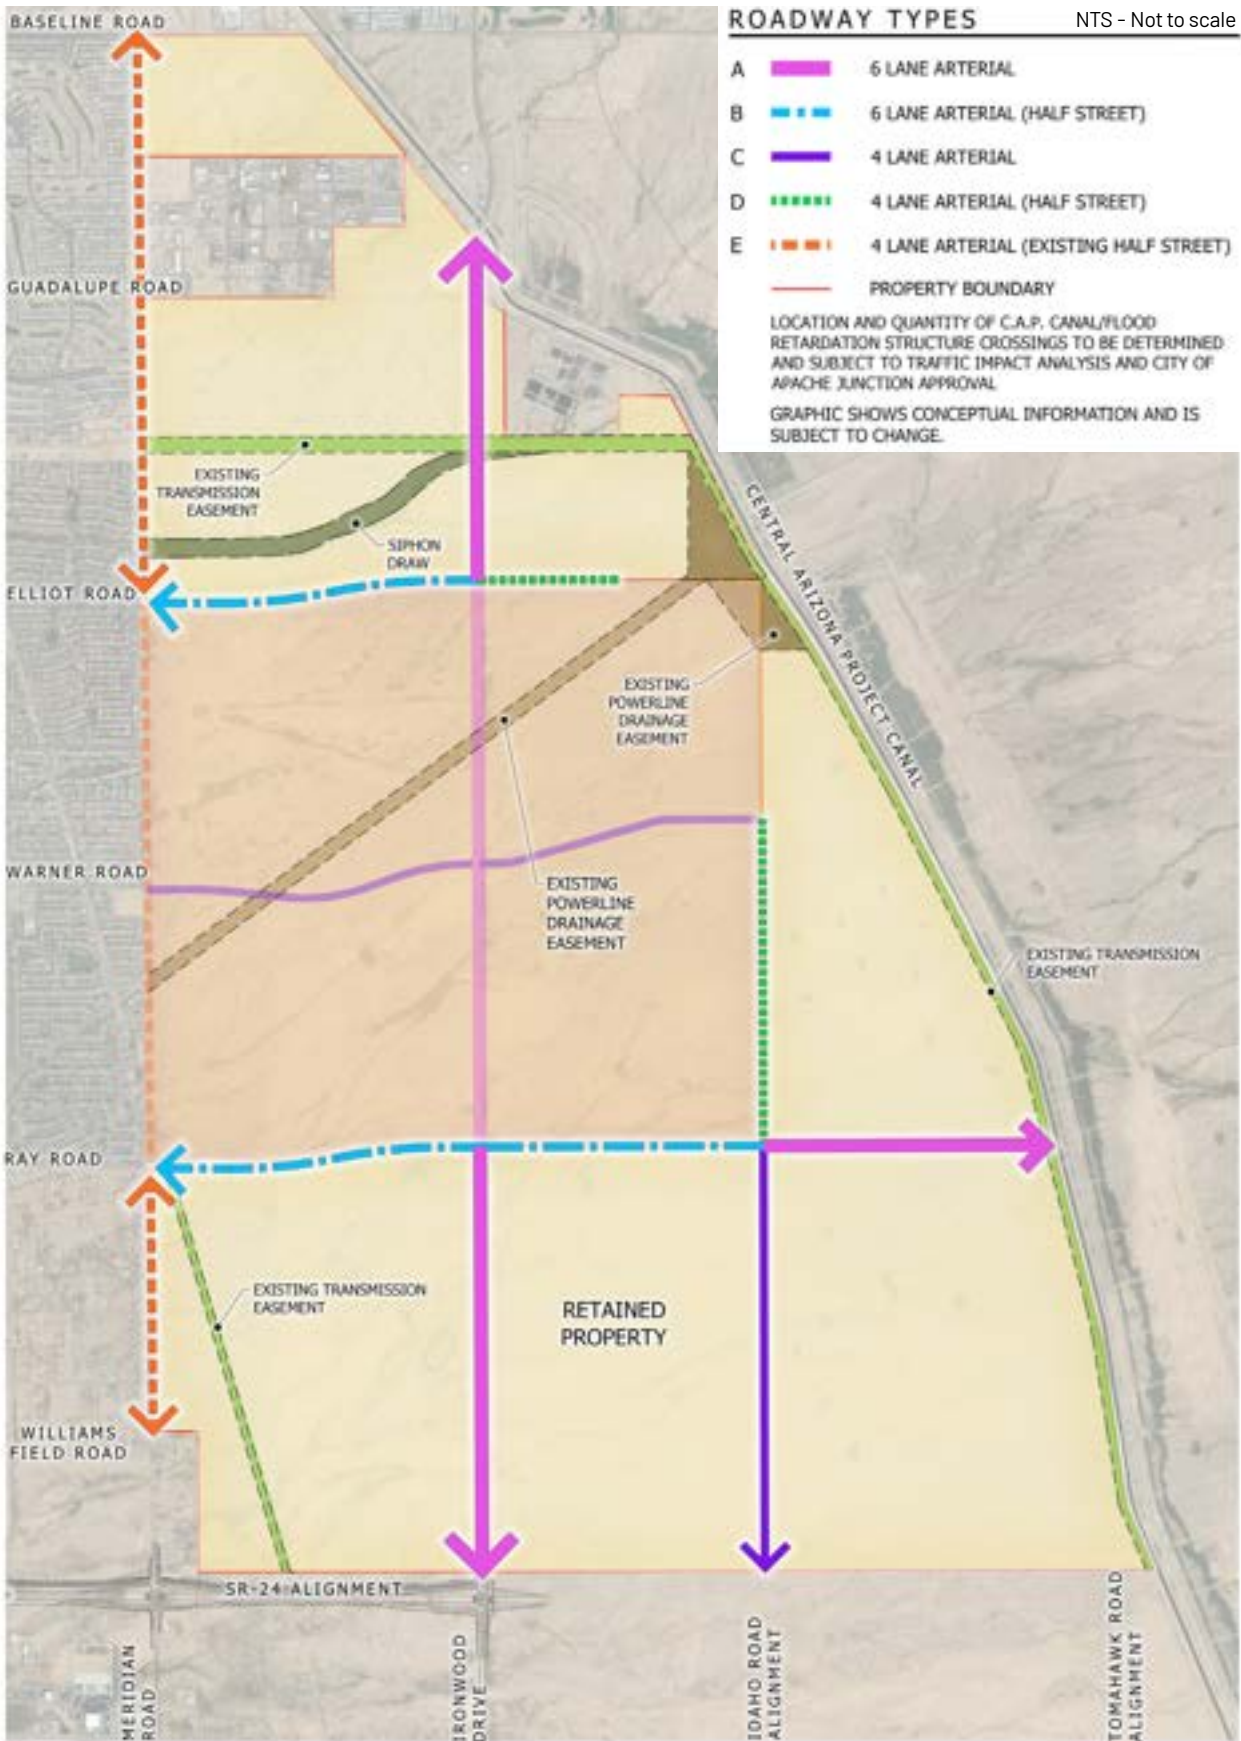 BASELINE ROAD
ROADWAY TYPES
NTS - Not to scale
A 6 LANE ARTERIAL
B 6 LANE ARTERIAL (HALF STREET)
C 4 LANE ARTERIAL
D 4 LANE ARTERIAL (HALF STREET)
E 4 LANE ARTERIAL (EXISTING HALF STREET)
PROPERTY BOUNDARY
LOCATION AND QUANTITY OF C.A.P. CANAL/FLOOD
RETARDATION STRUCTURE CROSSINGS TO BE DETERMINED
AND SUBJECT TO TRAFFIC IMPACT ANALYSIS AND CITY OF
APACHE JUNCTION APPROVAL
GRAPHIC SHOWS CONCEPTUAL INFORMATION AND IS
SUBJECT TO CHANGE.
GUADALUPE ROAD
EXISTING
TRANSMISSION
EASEMENT
SIPHON
DRAW
ELLIOT ROAD
CENTRAL ARIZONA PROJECT CANAL
EXISTING
POWERLINE
DRAINAGE
EASEMENT
WARNER ROAD
EXISTING
POWERLINE
DRAINAGE
EASEMENT
EXISTING TRANSMISSION
EASEMENT
RAY ROAD
EXISTING TRANSMISSION
EASEMENT
RETAINED
PROPERTY
WILLIAMS
FIELD ROAD
SR-24 ALIGNMENT
MERIDIAN
ROAD
IRONWOOD
DRIVE
IDAHO ROAD
ALIGNMENT
TOMAHAWK ROAD
ALIGNMENT